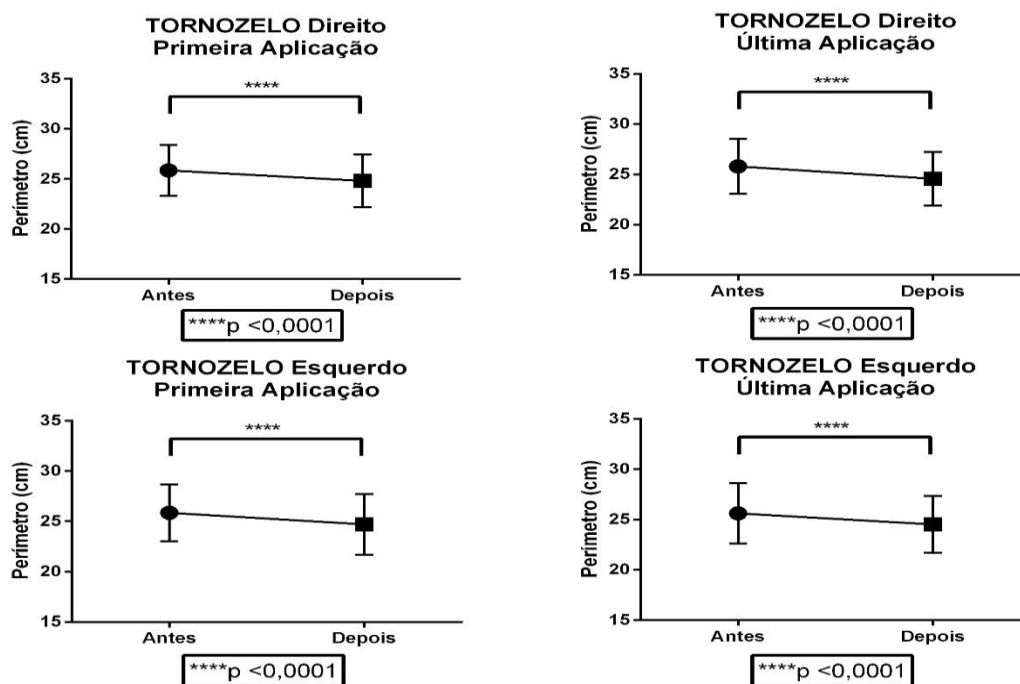 TORNOZELO Direito
Primeira Aplicação
35
30
25
20
15
Perímetro (cm)
****
Antes
Depois
****p <0,0001
TORNOZELO Direito
Última Aplicação
35
30
25
20
15
Perímetro (cm)
****
Antes
Depois
****p <0,0001
TORNOZELO Esquerdo
Primeira Aplicação
35
30
25
20
15
Perímetro (cm)
****
Antes
Depois
****p <0,0001
TORNOZELO Esquerdo
Última Aplicação
35
30
25
20
15
Perímetro (cm)
****
Antes
Depois
****p <0,0001